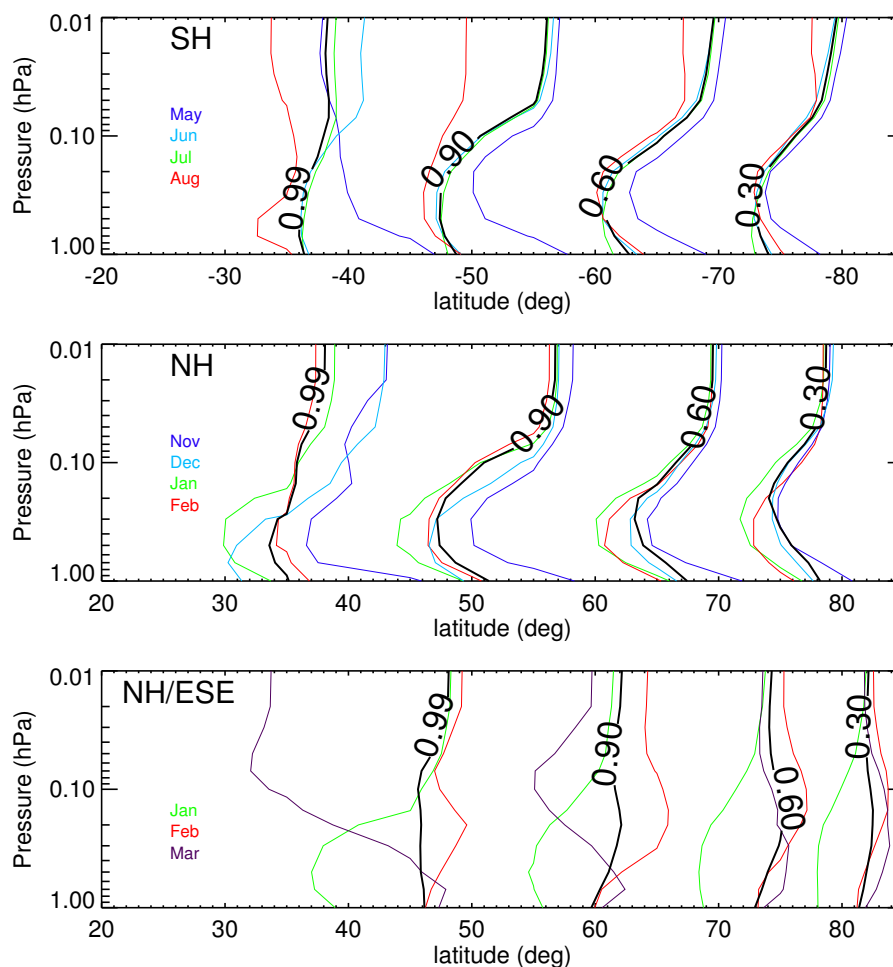 SH
Pressure (hPa)
0.01
0.10
1.00
May
Jun
Jul
Aug
0.99
0.90
0.60
0.30
-20 -30 -40 -50 -60 -70 -80
latitude (deg)
NH
Pressure (hPa)
0.01
0.10
1.00
Nov
Dec
Jan
Feb
0.99
0.90
0.60
0.30
20 30 40 50 60 70 80
latitude (deg)
NH/ESE
Pressure (hPa)
0.01
0.10
1.00
Jan
Feb
Mar
0.99
0.90
0.60
0.30
20 30 40 50 60 70 80
latitude (deg)